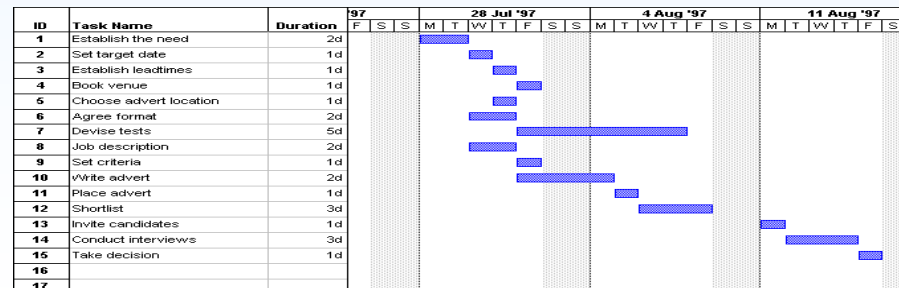 '97 28 Jul '97 4 Aug '97 11 Aug '97
ID Task Name Duration F S S M T W T F S S M T W T F S S M T W T F S
1 Establish the need 2d
2 Set target date 1d
3 Establish leadtimes 1d
4 Book venue 1d
5 Choose advert location 1d
6 Agree format 2d
7 Devise tests 5d
8 Job description 2d
9 Set criteria 1d
10 Write advert 2d
11 Place advert 1d
12 Shortlist 3d
13 Invite candidates 1d
14 Conduct interviews 3d
15 Take decision 1d
16
17